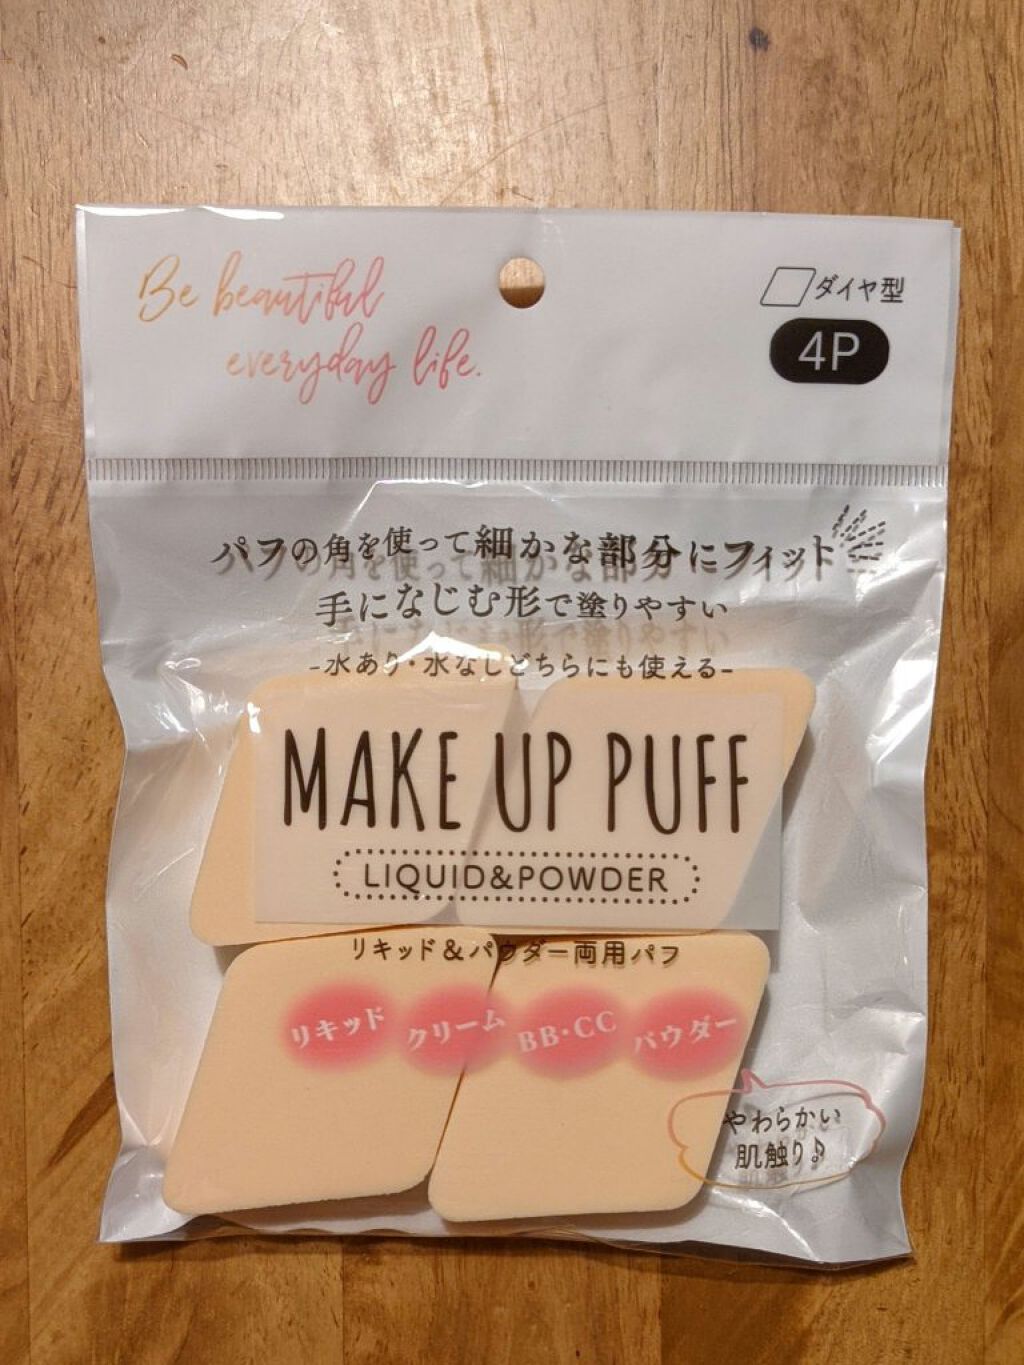 Be beautiful
everyday life.
ダイヤ型
4P
パフの角を使って細かな部分にフィット
手になじむ形で塗りやすい
-水あり・水なしどちらにも使える-
MAKE UP PUFF
LIQUID&POWDER
リキッド&パウダー両用パフ
リキッド クリーム BB・CC パウダー
やわらかい
肌触り♪